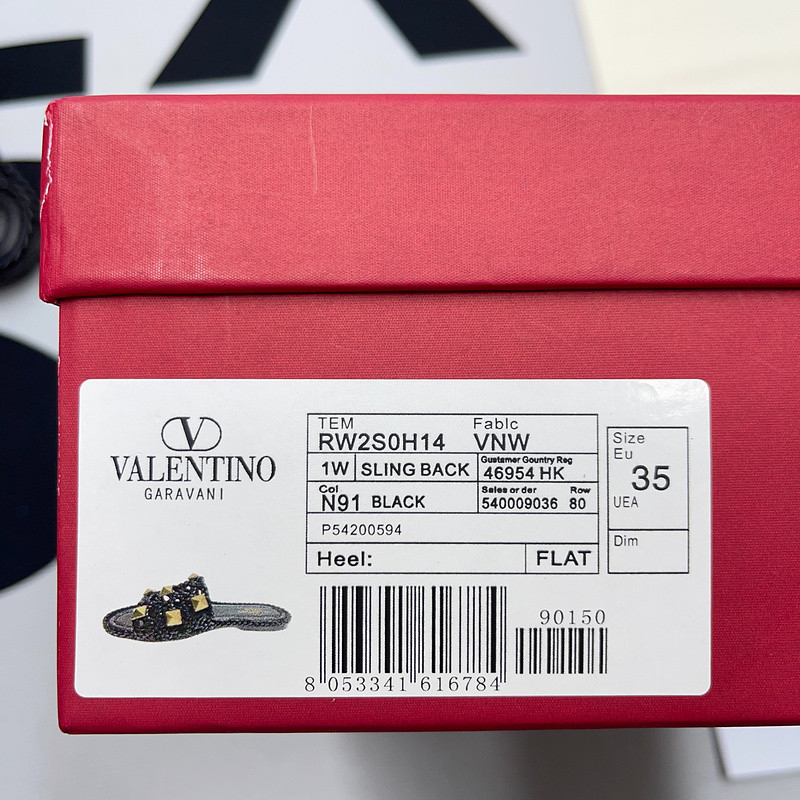 V
VALENTINO
GARAVANI
TEM Fablc
RW2S0H14 VNW
1W SLING BACK
Gustamer Gountry Reg
46954 HK
Col
N91 BLACK
Sales or der Row
540009036 80
P54200594
Heel: FLAT
Size
Eu
35
UEA
Dim
90150
8 053341 616784